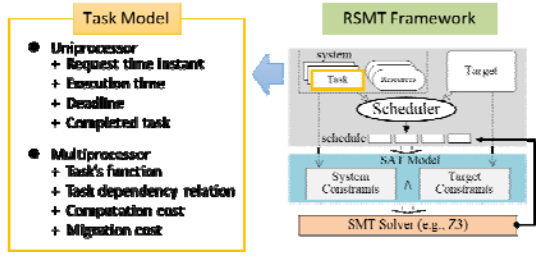 Task Model
● Uniprocessor
+ Request time instant
+ Execution time
+ Deadline
+ Completed task
● Multiprocessor
+ Task's function
+ Task dependency relation
+ Computation cost
+ Migration cost
RSMT Framework
system
Task
Resources
Target
Scheduler
schedule
SAT Model
System
Constraints
Λ
Target
Constraints
SMT Solver (e.g., Z3)